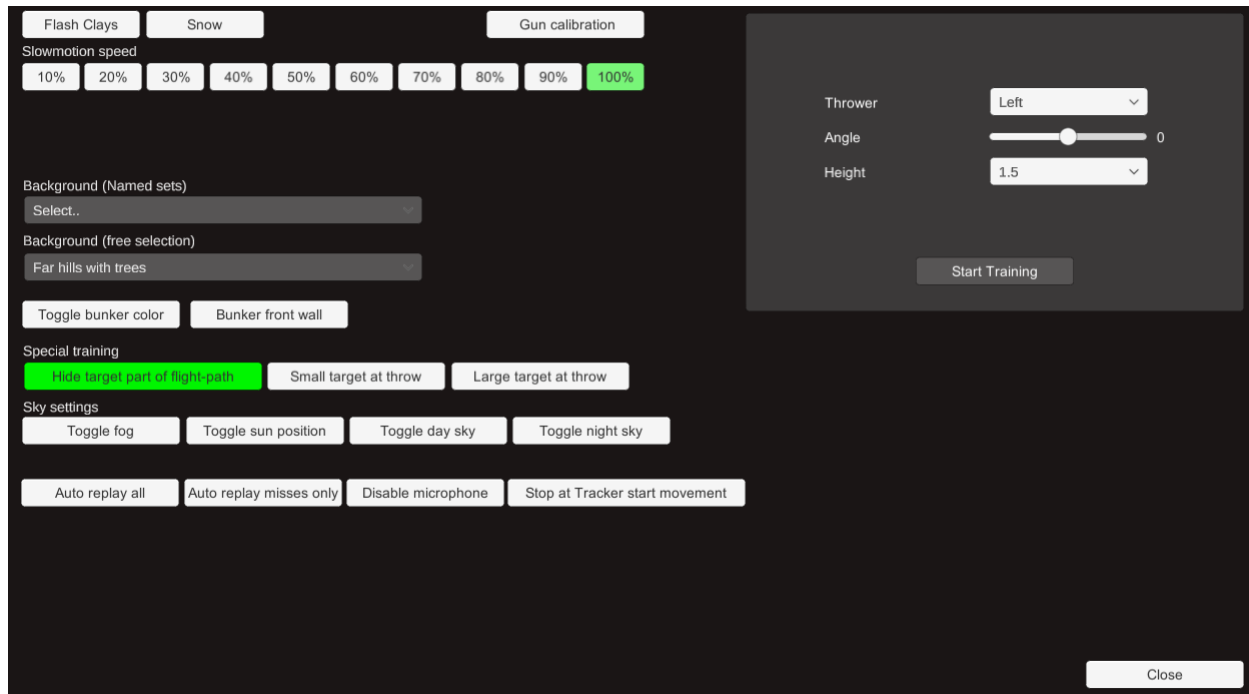 Flash Clays Snow Gun calibration
Slowmotion speed
10% 20% 30% 40% 50% 60% 70% 80% 90% 100%
Background (Named sets)
Select..
Background (free selection)
Far hills with trees
Toggle bunker color Bunker front wall
Special training
Hide target part of flight-path Small target at throw Large target at throw
Sky settings
Toggle fog Toggle sun position Toggle day sky Toggle night sky
Auto replay all Auto replay misses only Disable microphone Stop at Tracker start movement
Thrower Left
Angle 0
Height 1.5
Start Training
Close